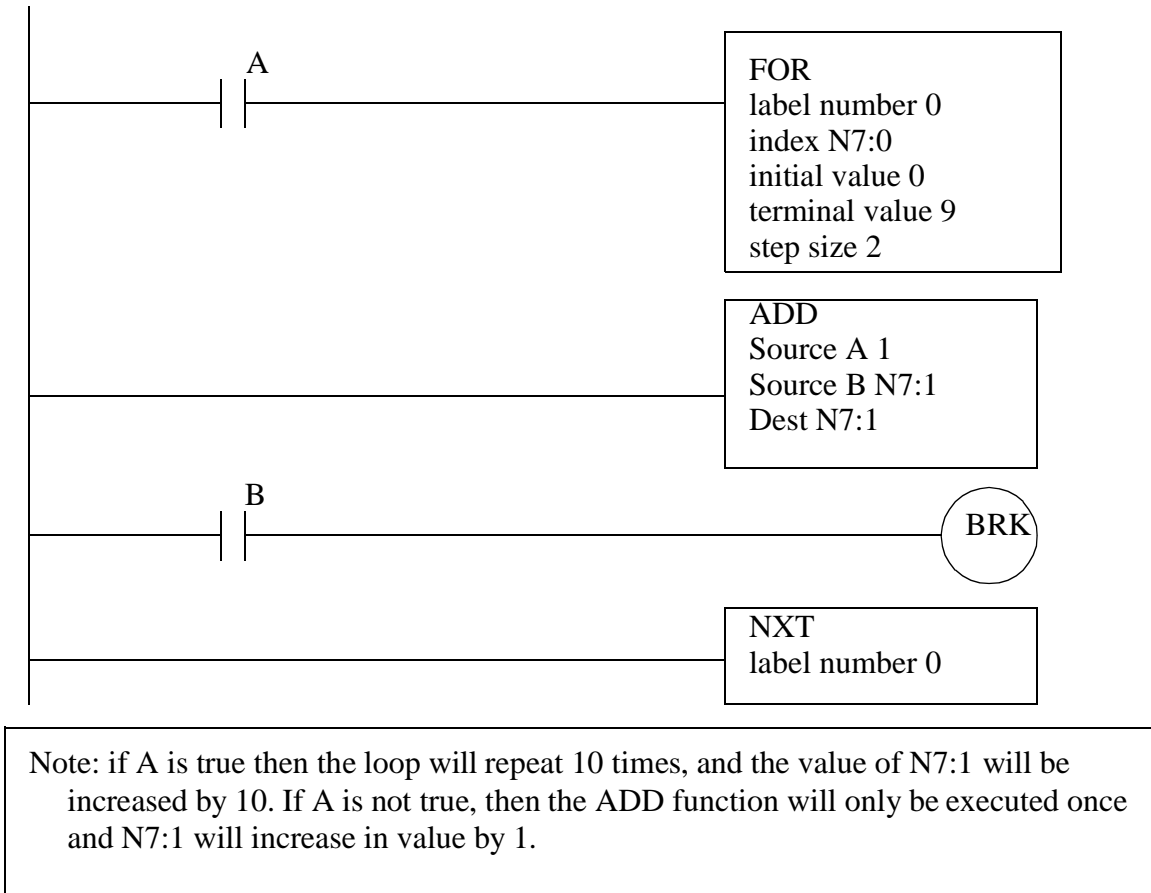 A
FOR
label number 0
index N7:0
initial value 0
terminal value 9
step size 2
ADD
Source A 1
Source B N7:1
Dest N7:1
B
BRK
NXT
label number 0
Note: if A is true then the loop will repeat 10 times, and the value of N7:1 will be
increased by 10. If A is not true, then the ADD function will only be executed once
and N7:1 will increase in value by 1.